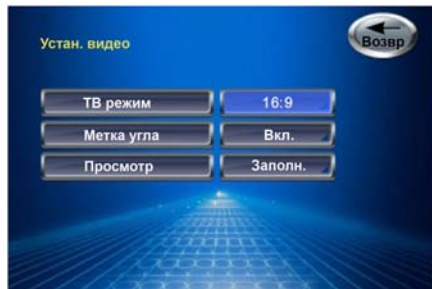 Устан. видео
Возвр
ТВ режим 16:9
Метка угла Вкл.
Просмотр Заполн.